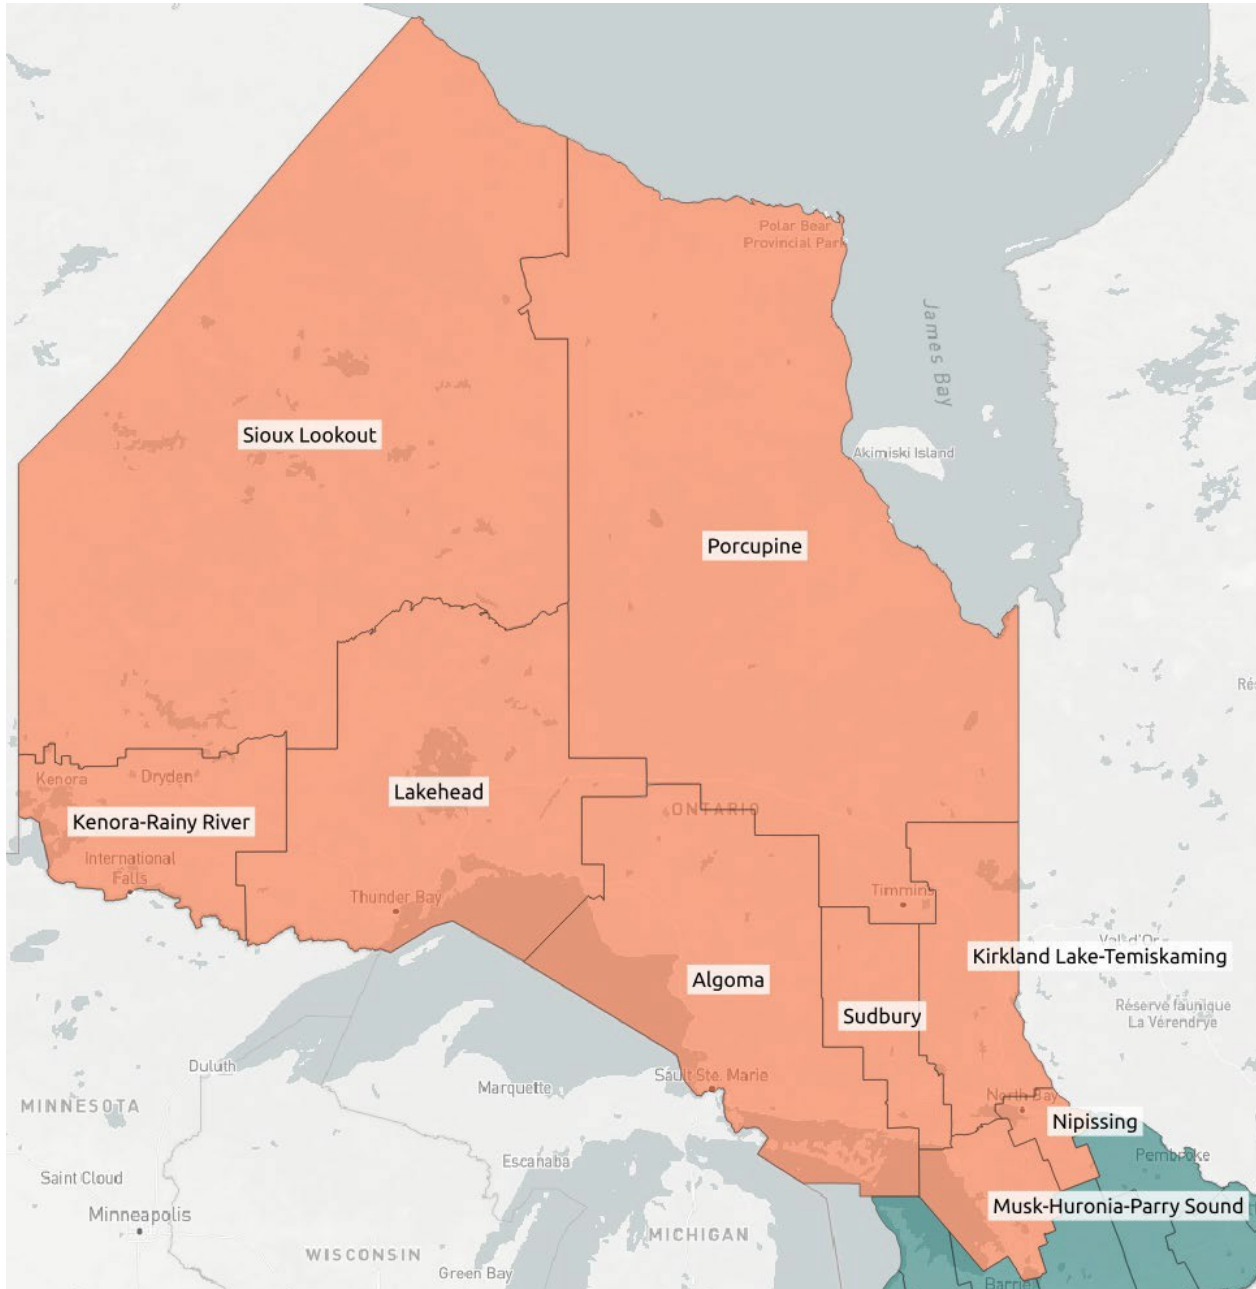 Polar Bear
Provincial Park
James Bay
Sioux Lookout
Akimiski Island
Porcupine
Kenora
Dryden
Lakehead
ONTARIO
Kenora-Rainy River
International
Falls
Thunder Bay
Timmins
Val-d'Or
Kirkland Lake-Temiskaming
Algoma
Sudbury
Réserve faunique
La Vérendrye
Duluth
Sault Ste. Marie
Marquette
North Bay
MINNESOTA
Nipissing
Escanaba
Pembroke
Saint Cloud
Musk-Huronia-Parry Sound
Minneapolis
MICHIGAN
WISCONSIN
Green Bay
Barrie